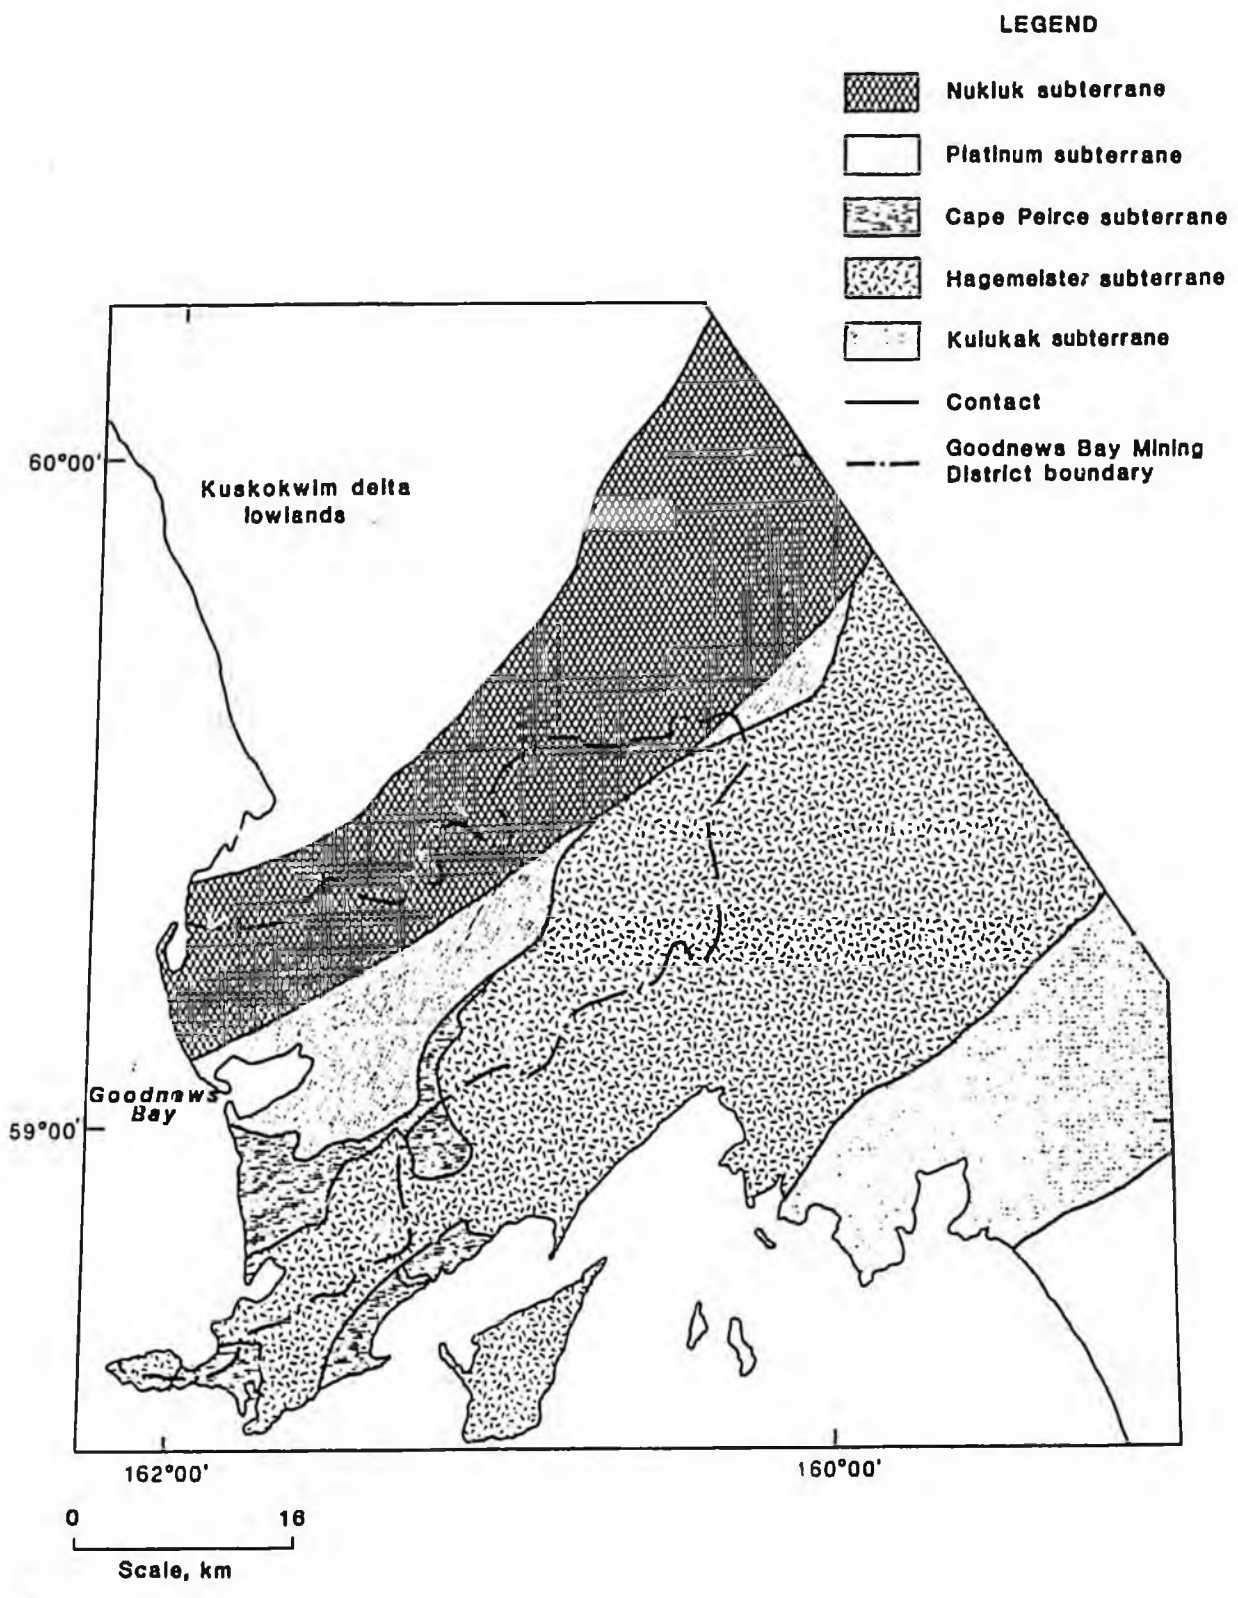 LEGEND
Nukluk subterrane
Platinum subterrane
Cape Peirce subterrane
Hagemeister subterrane
Kulukak subterrane
Contact
Goodnews Bay Mining
District boundary
60°00'
Kuskokwim delta
lowlands
Goodnews
Bay
59°00'
162°00'
160°00'
0 16
Scale, km